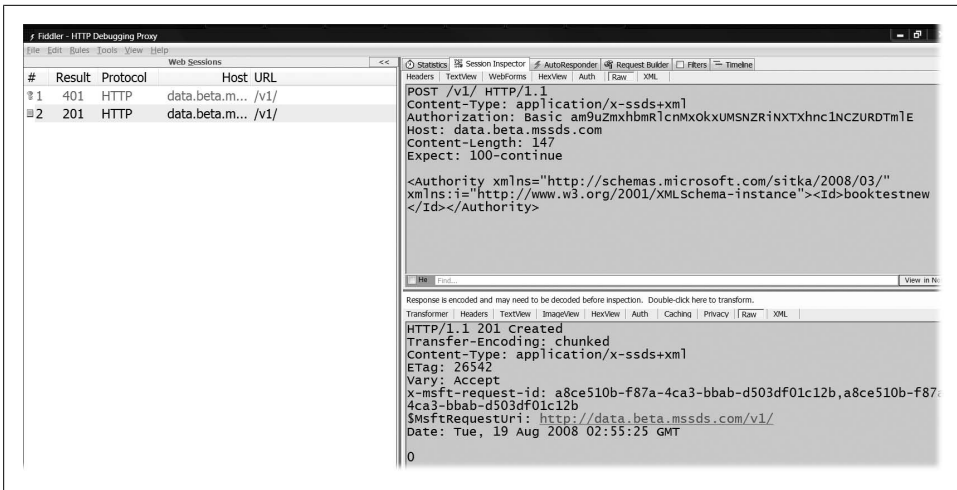 Fiddler - HTTP Debugging Proxy
File Edit Rules Tools View Help
Web Sessions <<
# Result Protocol Host URL
1 401 HTTP data.beta.m... /v1/
2 201 HTTP data.beta.m... /v1/
Statistics Session Inspector AutoResponder Request Builder Filters Timeline
Headers TextView WebForms HexView Auth Raw XML
POST /v1/ HTTP/1.1
Content-Type: application/x-ssds+xml
Authorization: Basic am9uZmxhbmRlcnMxOkxUMSNZRiNXTXhnc1NCZURDTmlE
Host: data.beta.mssds.com
Content-Length: 147
Expect: 100-continue
<Authority xmlns="http://schemas.microsoft.com/sitka/2008/03/"
xmlns:i="http://www.w3.org/2001/XMLSchema-instance"><Id>booktestnew
</Id></Authority>
Find... View in No
Response is encoded and may need to be decoded before inspection. Double-click here to transform.
Transformer Headers TextView ImageView HexView Auth Caching Privacy Raw XML
HTTP/1.1 201 Created
Transfer-Encoding: chunked
Content-Type: application/x-ssds+xml
ETag: 26542
Vary: Accept
x-msft-request-id: a8ce510b-f87a-4ca3-bbab-d503df01c12b,a8ce510b-f87a
4ca3-bbab-d503df01c12b
$MsftRequestUri: http://data.beta.mssds.com/v1/
Date: Tue, 19 Aug 2008 02:55:25 GMT
0